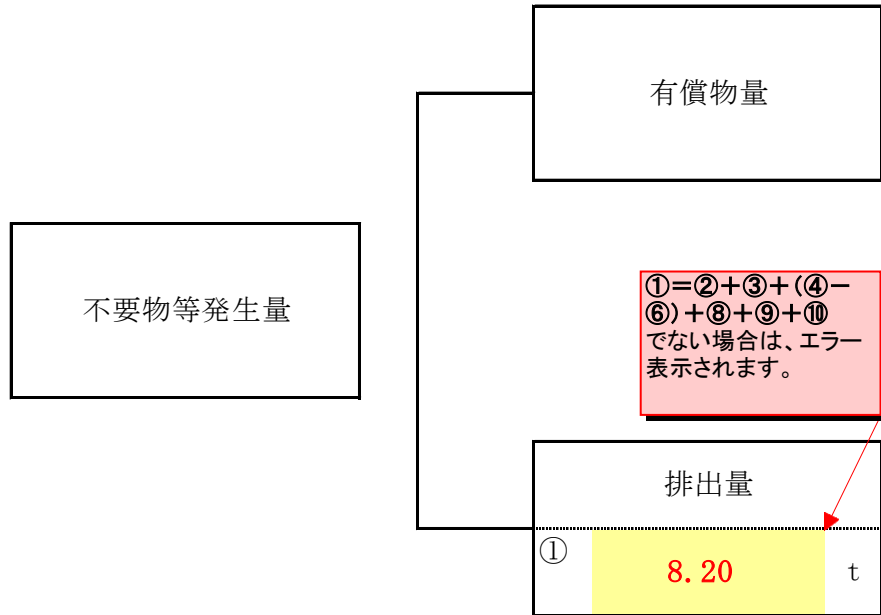 有償物量
不要物等発生量
①=②+③+(④-
⑥)+⑧+⑨+⑩
でない場合は、エラー
表示されます。
排出量
① 8.20 t